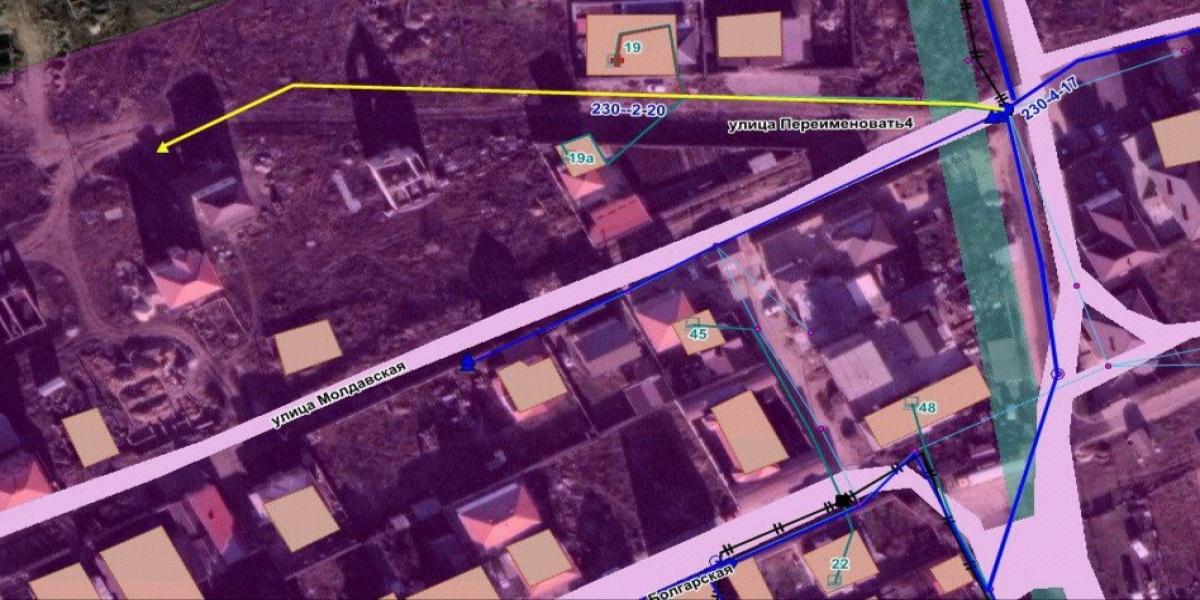 19
230--2-20
230-4-17
улица Переименовать4
19а
45
улица Молдавская
48
22
Болгарская